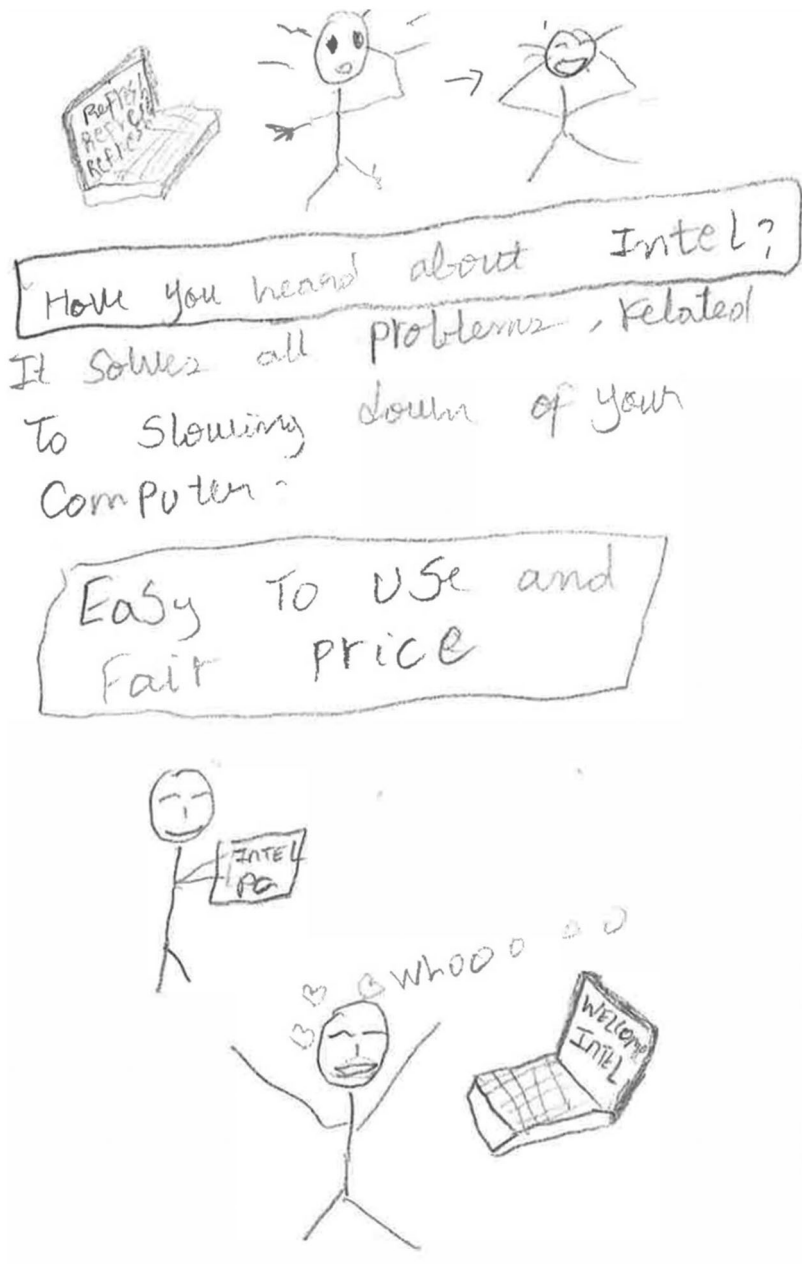 Refresh
Refresh
Refresh
Have you heard about Intel?
It solves all problems, related
To Slowing down of your
Computer.
Easy To USe and
Fair price
INTEL
PC
Whooo o o o
WELCOME
INTEL